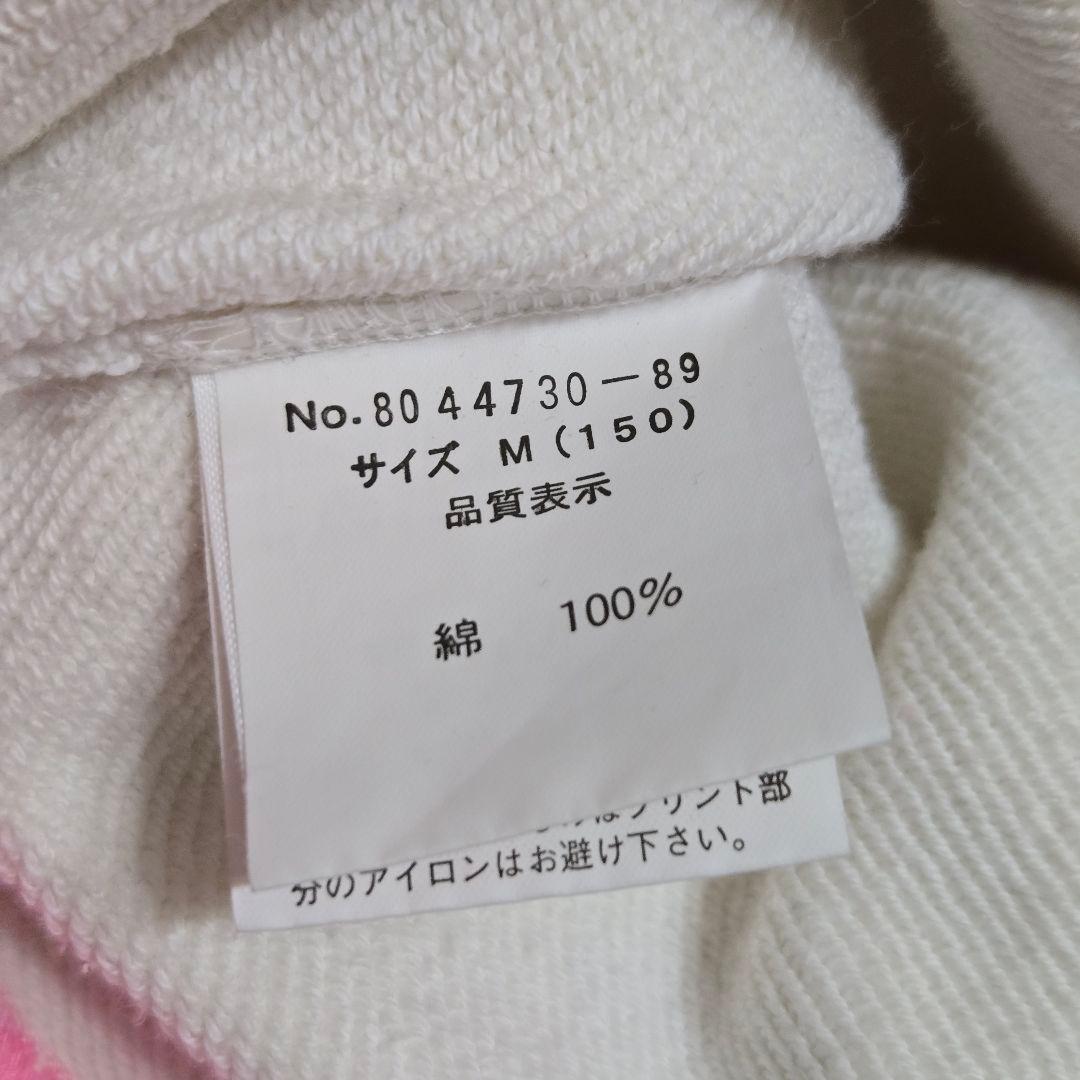 No.8044730-89
サイズ M(150)
品質表示
綿 100%
はプリント部
分のアイロンはお避け下さい。